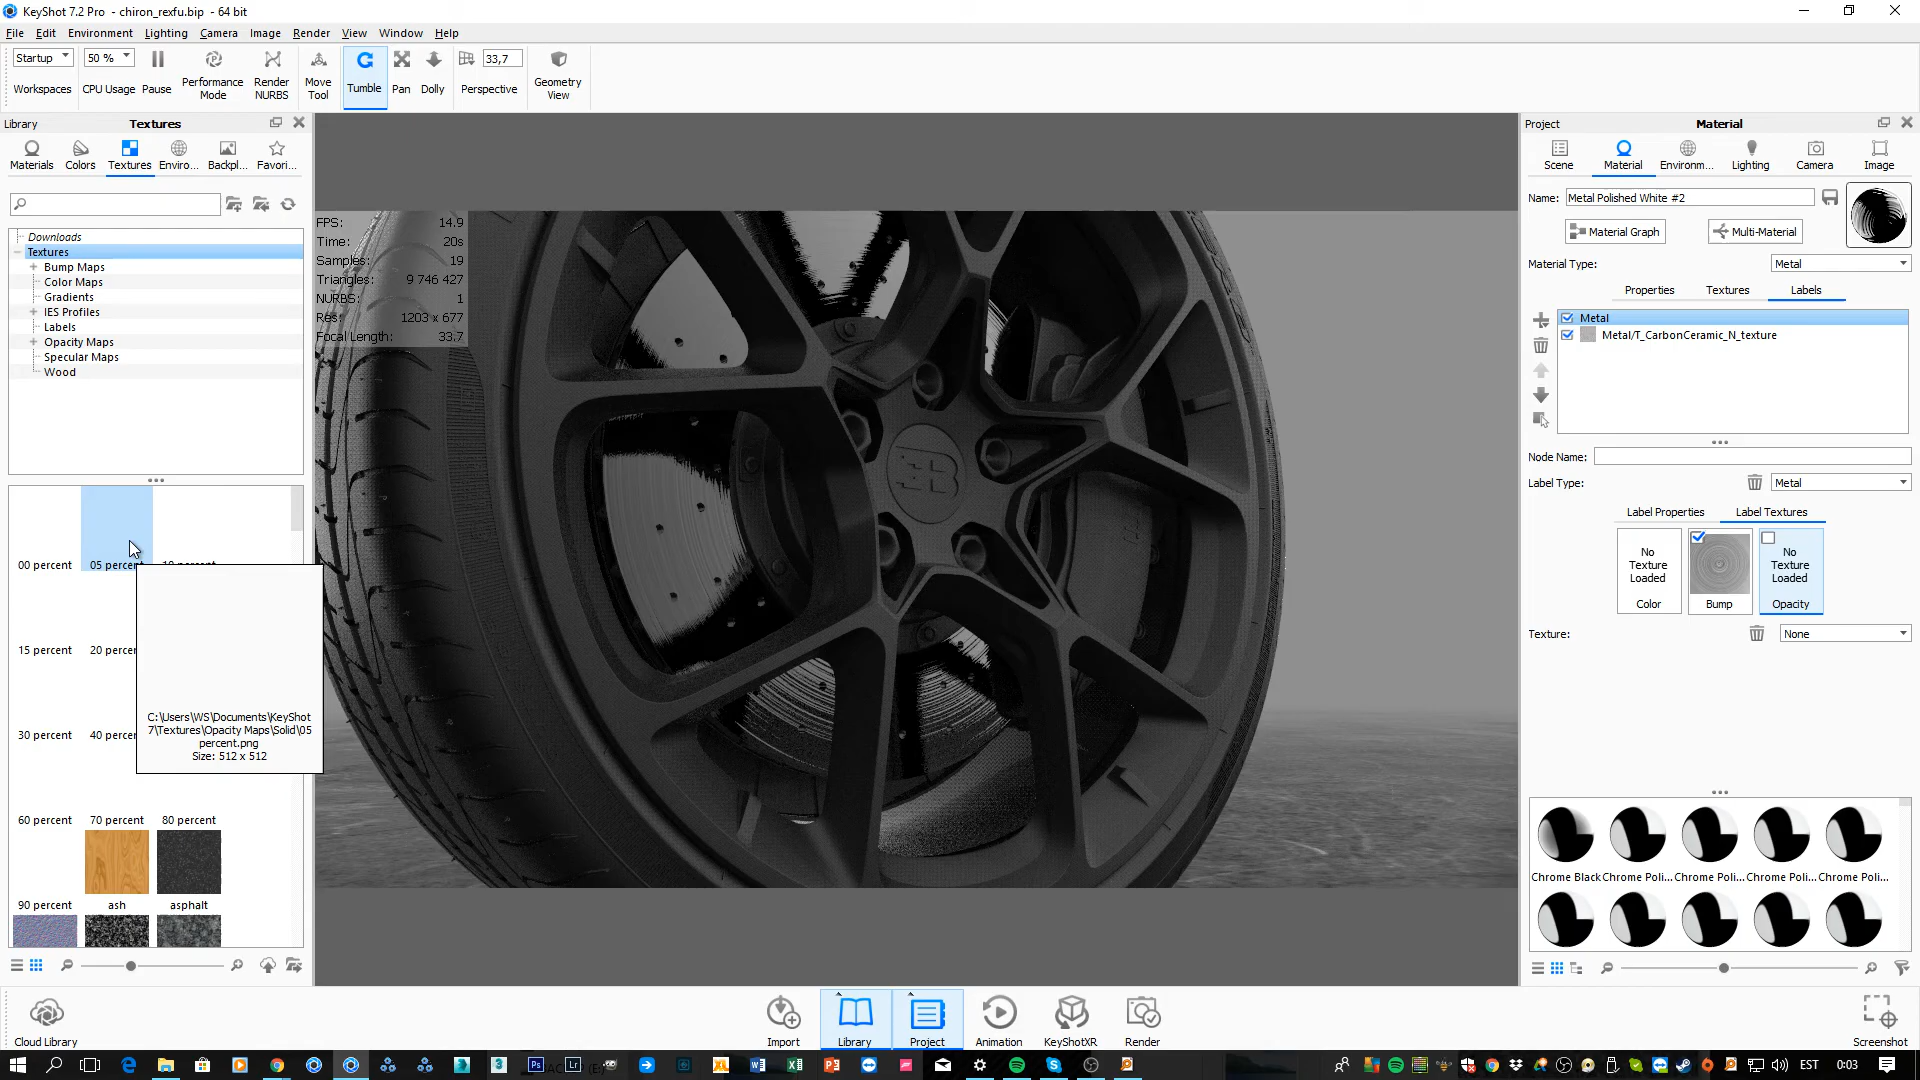 KeyShot 7.2 Pro - chiron_rexfu.bip - 64 bit
File Edit Environment Lighting Camera Image Render View Window Help
Startup 50 % 33,7
Workspaces CPU Usage Pause Performance Mode Render NURBS Move Tool Tumble Pan Dolly Perspective Geometry View
Library Textures
Materials Colors Textures Enviro... Backpl... Favori...
Downloads
Textures
Bump Maps
Color Maps
Gradients
IES Profiles
Labels
Opacity Maps
Specular Maps
Wood
00 percent 05 percent 10 percent
15 percent 20 percen
30 percent 40 percen
C:\Users\WS\Documents\KeyShot
7\Textures\Opacity Maps\Solid\05
percent.png
Size: 512 x 512
60 percent 70 percent 80 percent
90 percent ash asphalt
FPS: 14.9
Time: 20s
Samples: 19
Triangles: 9 746 427
NURBS: 1
Res: 1203 x 677
Focal Length: 33.7
Project Material
Scene Material Environm... Lighting Camera Image
Name: Metal Polished White #2
Material Graph Multi-Material
Material Type: Metal
Properties Textures Labels
Metal
Metal/T_CarbonCeramic_N_texture
Node Name:
Label Type: Metal
Label Properties Label Textures
No Texture Loaded No Texture Loaded
Color Bump Opacity
Texture: None
Chrome Black Chrome Poli... Chrome Poli... Chrome Poli... Chrome Poli...
Cloud Library Import Library Project Animation KeyShotXR Render Screenshot
EST 0:03